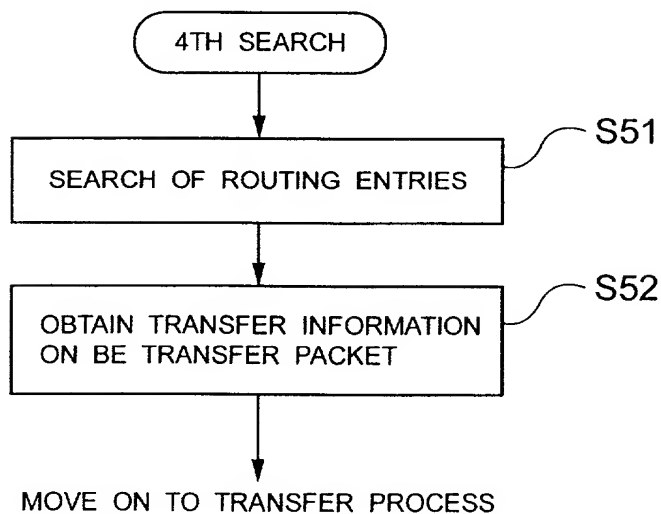 4TH SEARCH
S51
SEARCH OF ROUTING ENTRIES
S52
OBTAIN TRANSFER INFORMATION
ON BE TRANSFER PACKET
MOVE ON TO TRANSFER PROCESS